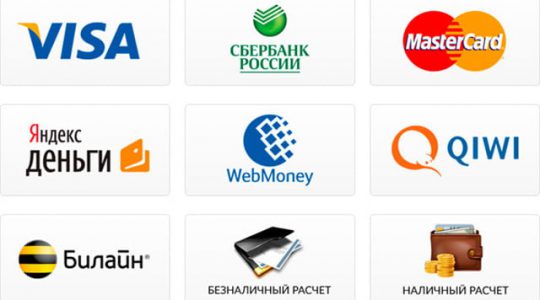 VISA
СБЕРБАНК
РОССИИ
MasterCard
Яндекс
деньги
WebMoney
QIWI
Билайн®
БЕЗНАЛИЧНЫЙ РАСЧЕТ
НАЛИЧНЫЙ РАСЧЕТ